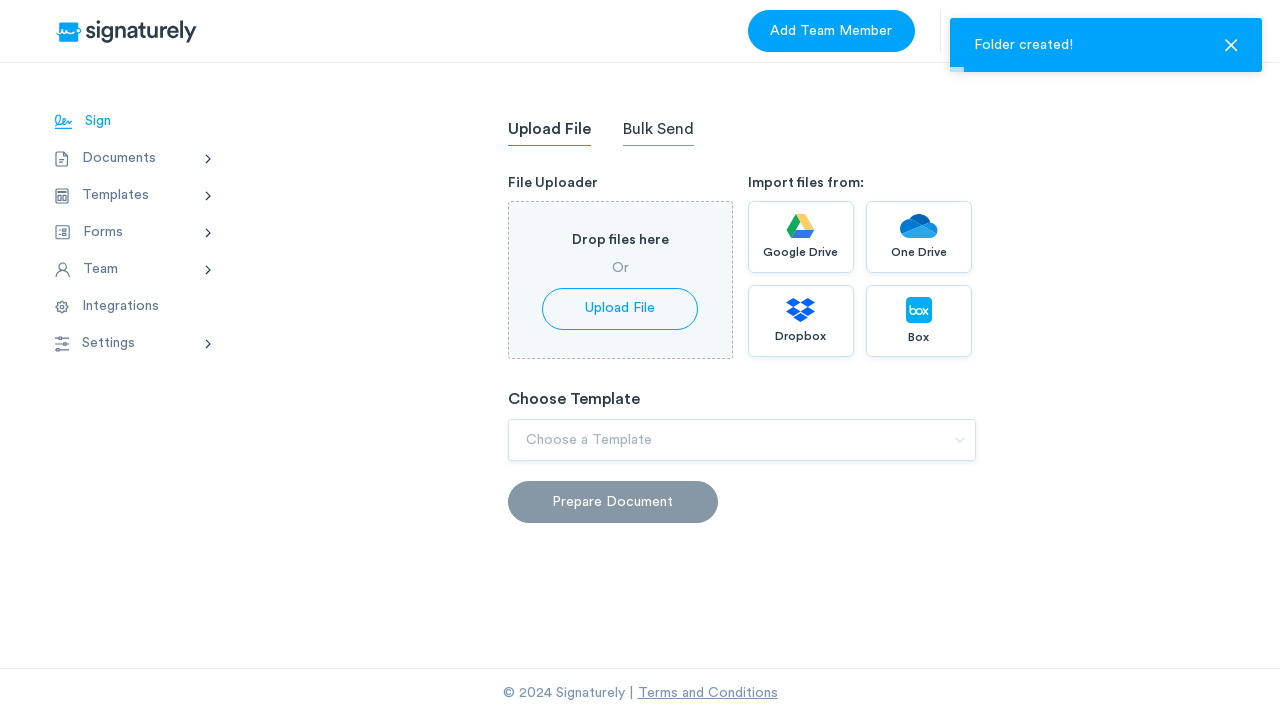 signaturely
Add Team Member
Folder created!
Sign
Documents
Templates
Forms
Team
Integrations
Settings
Upload File
Bulk Send
File Uploader
Drop files here
Or
Upload File
Import files from:
Google Drive
One Drive
Dropbox
box
Box
Choose Template
Choose a Template
Prepare Document
© 2024 Signaturely | Terms and Conditions